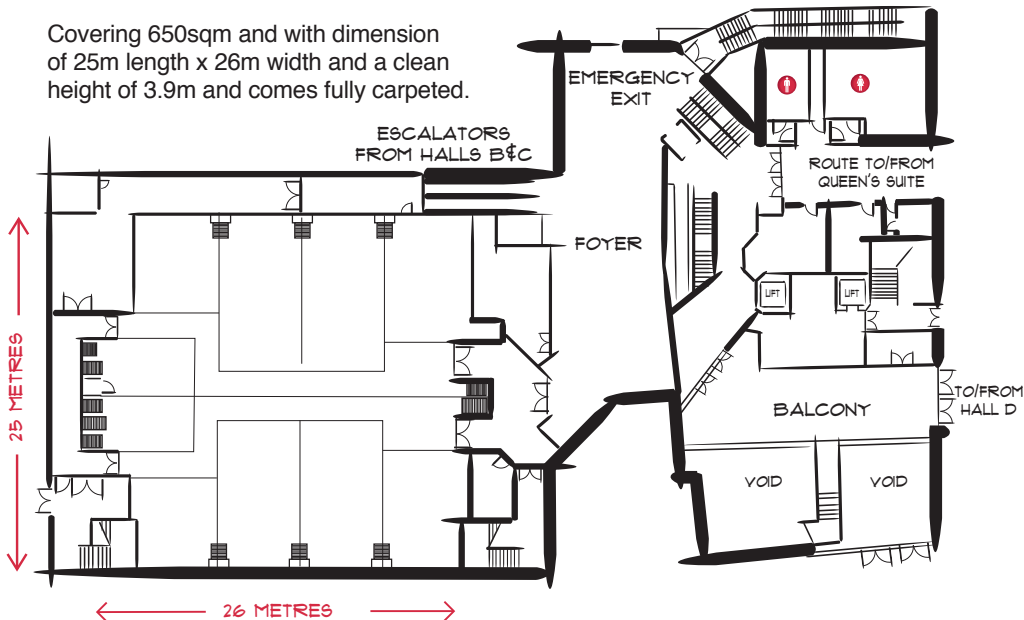 Covering 650sqm and with dimension
of 25m length x 26m width and a clean
height of 3.9m and comes fully carpeted.
EMERGENCY
EXIT
ESCALATORS
FROM HALLS B&C
ROUTE TO/FROM
QUEEN'S SUITE
FOYER
LIFT
LIFT
25 METRES
TO/FROM
HALL D
BALCONY
VOID
VOID
26 METRES